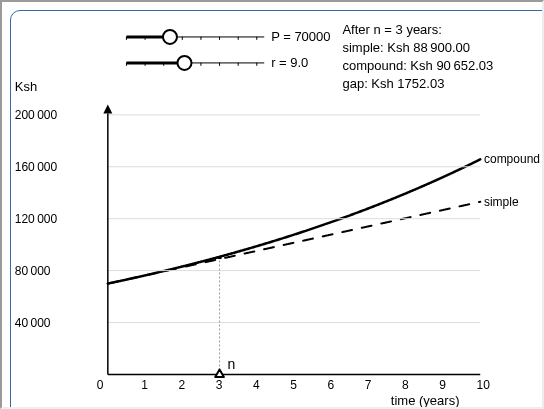 P = 70000
r = 9.0
After n = 3 years:
simple: Ksh 88 900.00
compound: Ksh 90 652.03
gap: Ksh 1752.03
Ksh
200 000
160 000
120 000
80 000
40 000
compound
simple
n
0 1 2 3 4 5 6 7 8 9 10
time (years)